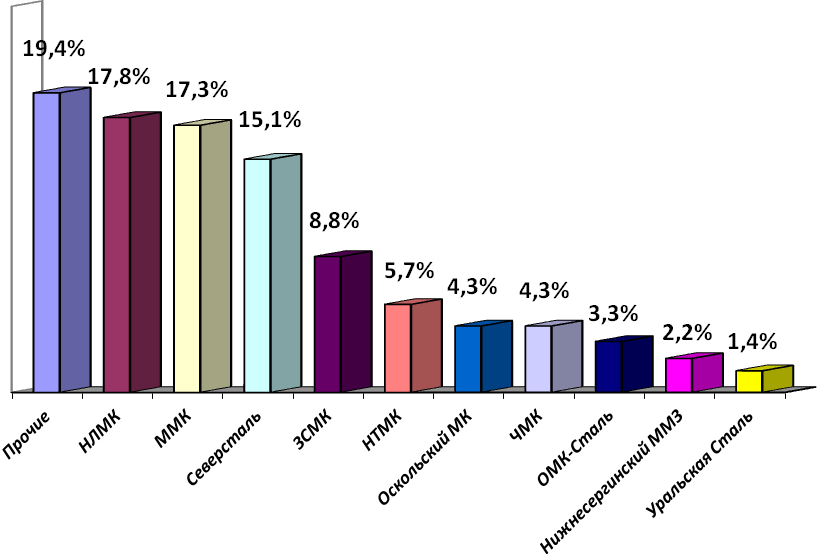 19,4%
17,8%
17,3%
15,1%
8,8%
5,7%
4,3%
4,3%
3,3%
2,2%
1,4%
Прочие
НЛМК
ММК
Северсталь
ЗСМК
НТМК
Оскольский МК
ЧМК
ОМК-Сталь
Нижнесергинский ММЗ
Уральская Сталь